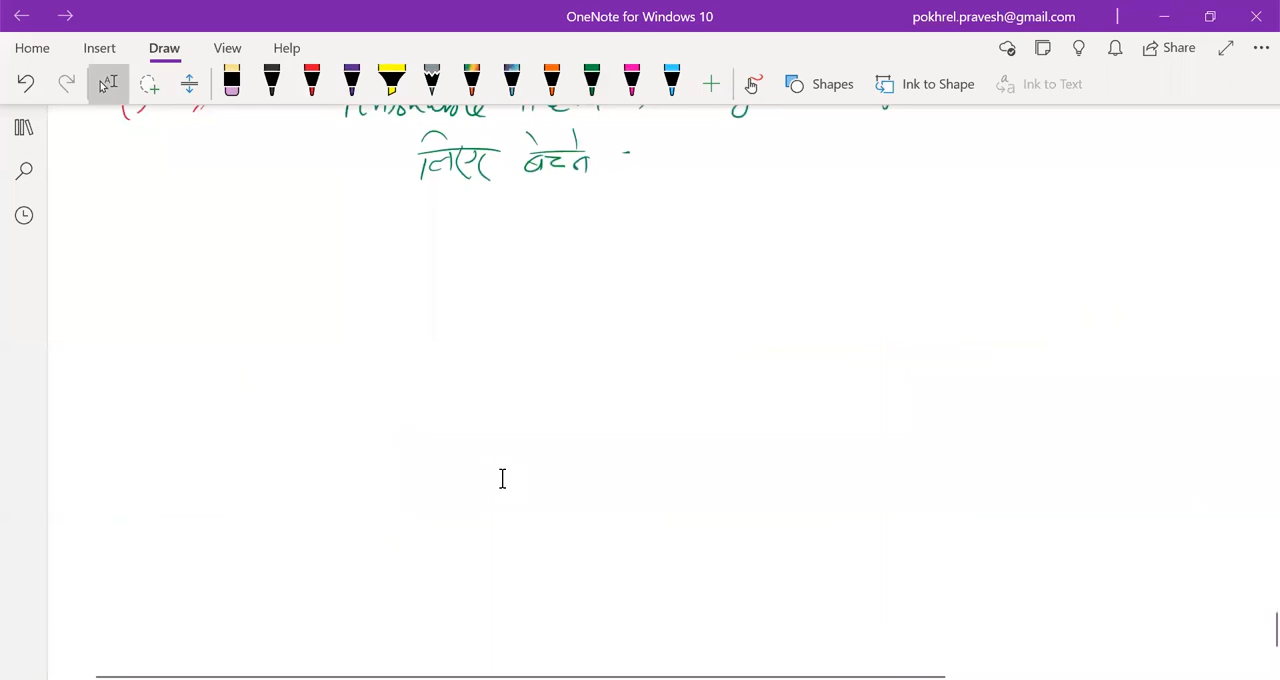 OneNote for Windows 10 pokhrel.pravesh@gmail.com
Home Insert Draw View Help Share
Shapes Ink to Shape Ink to Text
लिए